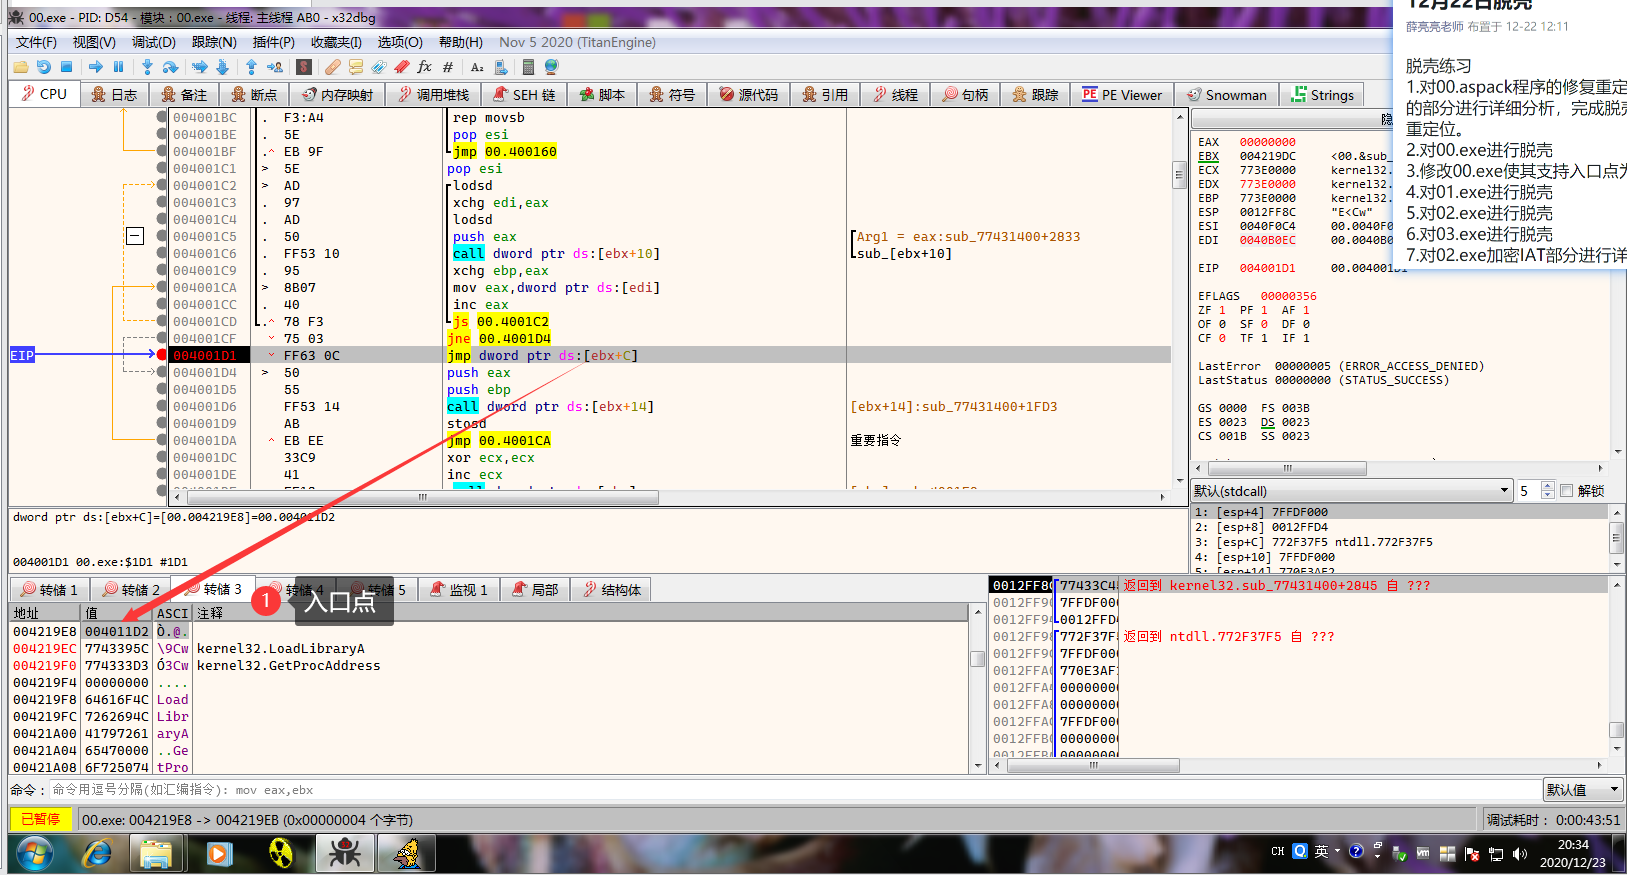 00.exe - PID: D54 - 模块：00.exe - 线程: 主线程 AB0 - x32dbg
文件(F) 视图(V) 调试(D) 跟踪(N) 插件(P) 收藏夹(I) 选项(O) 帮助(H) Nov 5 2020 (TitanEngine)
CPU 日志 备注 断点 内存映射 调用堆栈 SEH 链 脚本 符号 源代码 引用 线程 句柄 跟踪 PE Viewer Snowman Strings
004001BC . F3:A4 rep movsb
004001BE . 5E pop esi
004001BF .^ EB 9F jmp 00.400160
004001C1 > 5E pop esi
004001C2 > AD lodsd
004001C3 . 97 xchg edi,eax
004001C4 . AD lodsd
004001C5 . 50 push eax Arg1 = eax:sub_77431400+2833
004001C6 . FF53 10 call dword ptr ds:[ebx+10] sub_[ebx+10]
004001C9 . 95 xchg ebp,eax
004001CA > 8B07 mov eax,dword ptr ds:[edi]
004001CC . 40 inc eax
004001CD .^ 78 F3 js 00.4001C2
004001CF 75 03 jne 00.4001D4
EIP 004001D1 FF63 0C jmp dword ptr ds:[ebx+C]
004001D4 > 50 push eax
004001D5 55 push ebp
004001D6 FF53 14 call dword ptr ds:[ebx+14] [ebx+14]:sub_77431400+1FD3
004001D9 AB stosd
004001DA ^ EB EE jmp 00.4001CA 重要指令
004001DC 33C9 xor ecx,ecx
004001DE 41 inc ecx
dword ptr ds:[ebx+C]=[00.004219E8]=00.004011D2
004001D1 00.exe:$1D1 #1D1
EAX 00000000
EBX 004219DC <00.&sub_
ECX 773E0000 kernel32.
EDX 773E0000 kernel32.
EBP 773E0000 kernel32.
ESP 0012FF8C "E<Cw"
ESI 0040F0C4 00.0040F0
EDI 0040B0EC 00.0040B0
EIP 004001D1 00.004001D1
EFLAGS 00000356
ZF 1 PF 1 AF 1
OF 0 SF 0 DF 0
CF 0 TF 1 IF 1
LastError 00000005 (ERROR_ACCESS_DENIED)
LastStatus 00000000 (STATUS_SUCCESS)
GS 0000 FS 003B
ES 0023 DS 0023
CS 001B SS 0023
默认(stdcall) 5 解锁
1: [esp+4] 7FFDF000
2: [esp+8] 0012FFD4
3: [esp+C] 772F37F5 ntdll.772F37F5
4: [esp+10] 7FFDF000
12月22日脱壳
薛亮亮老师 布置于 12-22 12:11
脱壳练习
1.对00.aspack程序的修复重定
的部分进行详细分析，完成脱壳
重定位。
2.对00.exe进行脱壳
3.修改00.exe使其支持入口点为
4.对01.exe进行脱壳
5.对02.exe进行脱壳
6.对03.exe进行脱壳
7.对02.exe加密IAT部分进行详
转储 1 转储 2 转储 3 转储 4 转储 5 监视 1 局部 结构体
1 入口点
地址 值 ASCI 注释
004219E8 004011D2 Ò.@.
004219EC 7743395C \9Cw kernel32.LoadLibraryA
004219F0 774333D3 Ó3Cw kernel32.GetProcAddress
004219F4 00000000 ....
004219F8 64616F4C Load
004219FC 7262694C Libr
00421A00 41797261 aryA
00421A04 65470000 ..Ge
00421A08 6F725074 tPro
0012FF8C 77433C45 返回到 kernel32.sub_77431400+2845 自 ???
0012FF90 7FFDF000
0012FF94 0012FFD4
0012FF98 772F37F5 返回到 ntdll.772F37F5 自 ???
7FFDF000
0012FFA0 770E3AF
0012FFA4 0000000
0012FFA8 0000000
0012FFAC 7FFDF00
0012FFB0 0000000
命令： 命令用逗号分隔(如汇编指令): mov eax,ebx 默认值
已暂停 00.exe: 004219E8 -> 004219EB (0x00000004 个字节) 调试耗时： 0:00:43:51
CH 英 20:34
2020/12/23